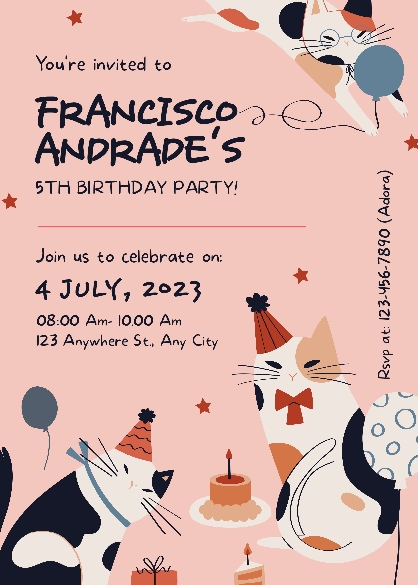 You're invited to
FRANCISCO
ANDRADE'S
5TH BIRTHDAY PARTY!
Join us to celebrate on:
4 JULY, 2023
08:00 Am- 10.00 Am
123 Anywhere St., Any City
Rsvp at: 123-456-7890 (Adora)